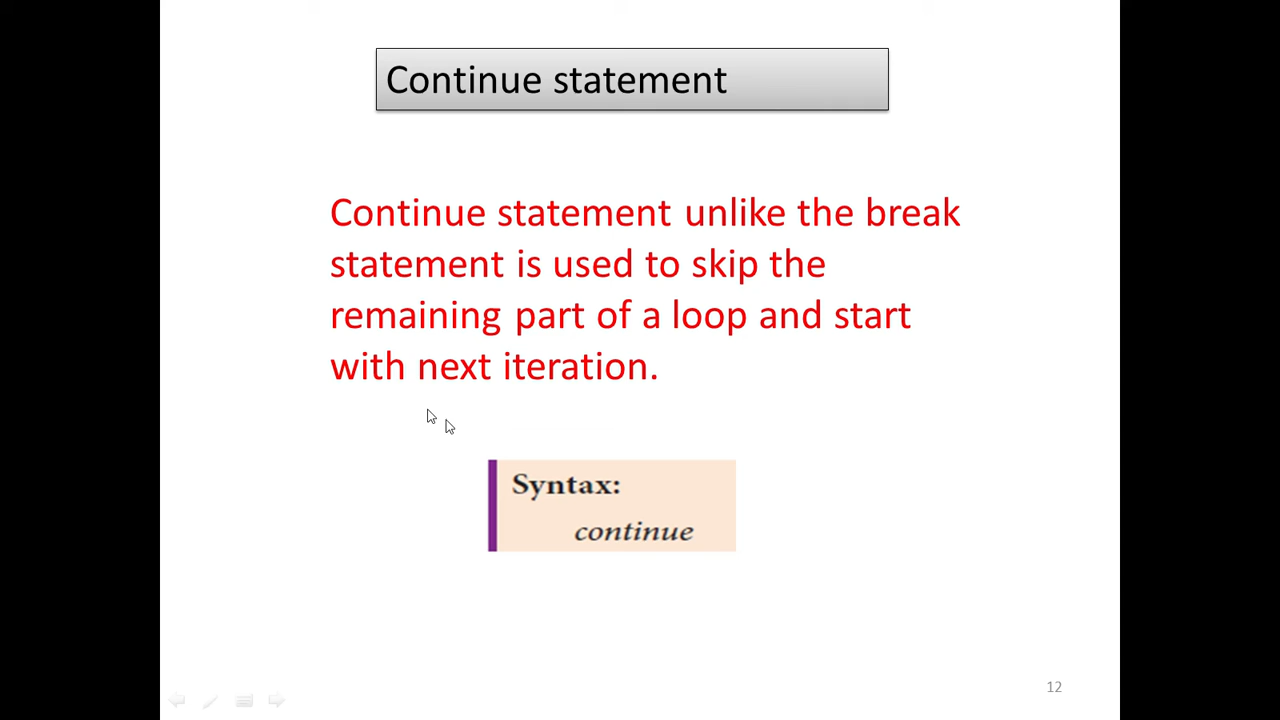 Continue statement
Continue statement unlike the break
statement is used to skip the
remaining part of a loop and start
with next iteration.
Syntax:
continue
12